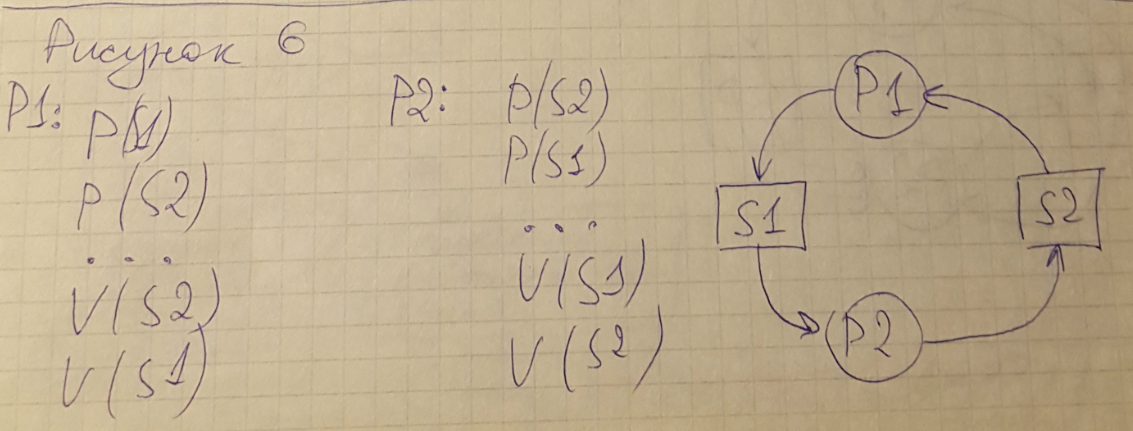 Рисунок 6
P1:
P(S1)
P(S2)
...
V(S2)
V(S1)
P2:
P(S2)
P(S1)
...
V(S1)
V(S2)
P1
S1
S2
P2